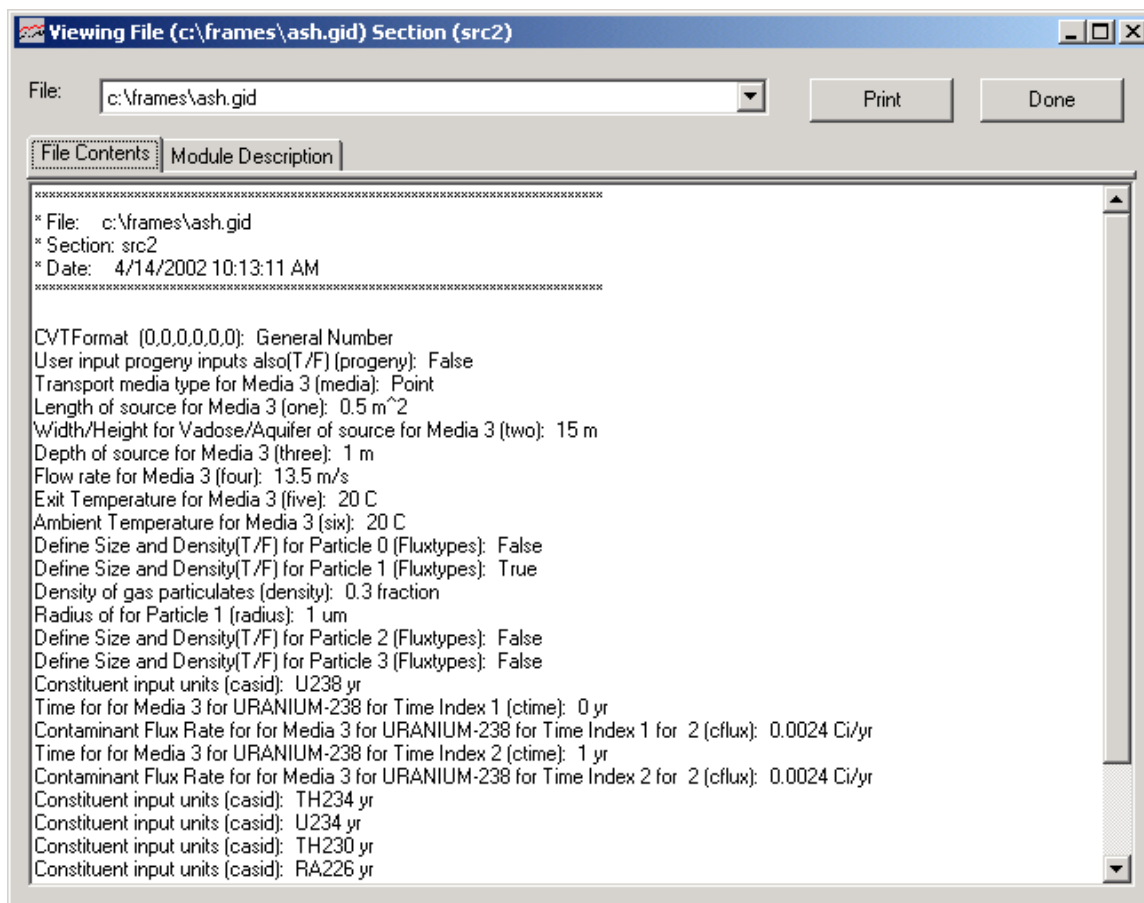 Viewing File (c:\frames\ash.gid) Section (src2)
File: c:\frames\ash.gid Print Done
File Contents Module Description
* File: c:\frames\ash.gid
* Section: src2
* Date: 4/14/2002 10:13:11 AM
CVTFormat (0,0,0,0,0,0): General Number
User input progeny inputs also(T/F) (progeny): False
Transport media type for Media 3 (media): Point
Length of source for Media 3 (one): 0.5 m^2
Width/Height for Vadose/Aquifer of source for Media 3 (two): 15 m
Depth of source for Media 3 (three): 1 m
Flow rate for Media 3 (four): 13.5 m/s
Exit Temperature for Media 3 (five): 20 C
Ambient Temperature for Media 3 (six): 20 C
Define Size and Density(T/F) for Particle 0 (Fluxtypes): False
Define Size and Density(T/F) for Particle 1 (Fluxtypes): True
Density of gas particulates (density): 0.3 fraction
Radius of for Particle 1 (radius): 1 um
Define Size and Density(T/F) for Particle 2 (Fluxtypes): False
Define Size and Density(T/F) for Particle 3 (Fluxtypes): False
Constituent input units (casid): U238 yr
Time for for Media 3 for URANIUM-238 for Time Index 1 (ctime): 0 yr
Contaminant Flux Rate for for Media 3 for URANIUM-238 for Time Index 1 for 2 (cflux): 0.0024 Ci/yr
Time for for Media 3 for URANIUM-238 for Time Index 2 (ctime): 1 yr
Contaminant Flux Rate for for Media 3 for URANIUM-238 for Time Index 2 for 2 (cflux): 0.0024 Ci/yr
Constituent input units (casid): TH234 yr
Constituent input units (casid): U234 yr
Constituent input units (casid): TH230 yr
Constituent input units (casid): RA226 yr